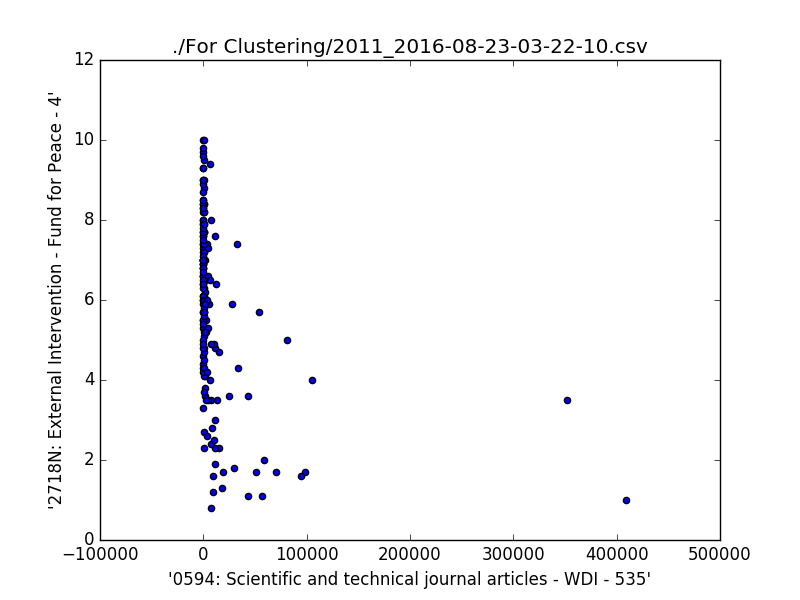 ./For Clustering/2011_2016-08-23-03-22-10.csv
'2718N: External Intervention - Fund for Peace - 4'
12
10
8
6
4
2
0
−100000 0 100000 200000 300000 400000 500000
'0594: Scientific and technical journal articles - WDI - 535'